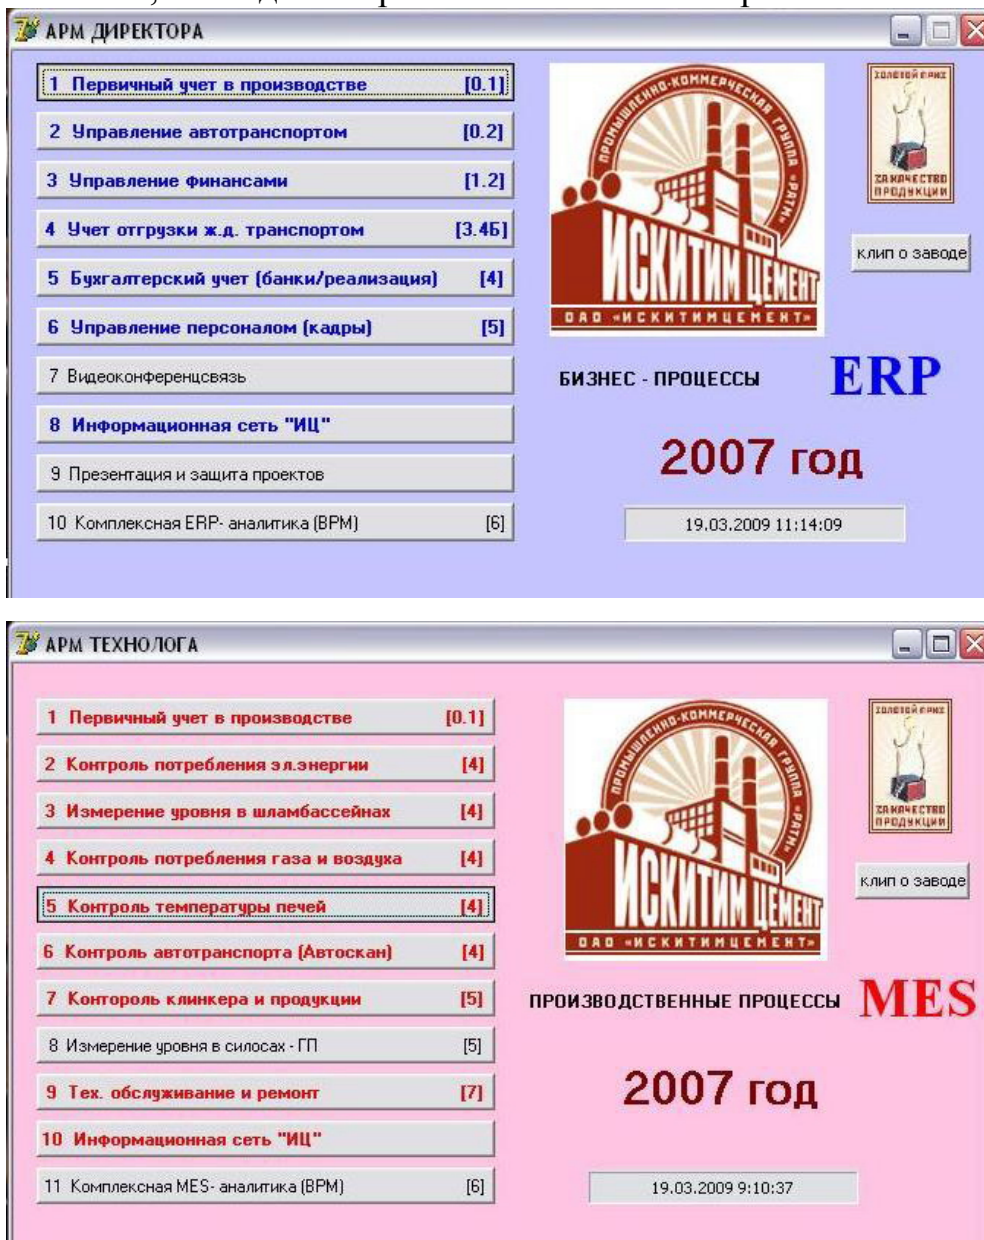 АРМ ДИРЕКТОРА
1 Первичный учет в производстве [0.1]
2 Управление автотранспортом [0.2]
3 Управление финансами [1.2]
4 Учет отгрузки ж.д. транспортом [3.4Б]
5 Бухгалтерский учет (банки/реализация) [4]
6 Управление персоналом (кадры) [5]
7 Видеоконференцсвязь
8 Информационная сеть "ИЦ"
9 Презентация и защита проектов
10 Комплексная ERP- аналитика (BPM) [6]
ПРОМЫШЛЕННО-КОММЕРЧЕСКАЯ ГРУППА «РАТМ»
ИСКИТИМ ЦЕМЕНТ
ОАО «ИСКИТИМЦЕМЕНТ»
ЗОЛОТОЙ ПРИЗ
ЗА КАЧЕСТВО
ПРОДУКЦИИ
клип о заводе
БИЗНЕС - ПРОЦЕССЫ ERP
2007 год
19.03.2009 11:14:09
АРМ ТЕХНОЛОГА
1 Первичный учет в производстве [0.1]
2 Контроль потребления эл.энергии [4]
3 Измерение уровня в шламбассейнах [4]
4 Контроль потребления газа и воздуха [4]
5 Контроль температуры печей [4]
6 Контроль автотранспорта (Автоскан) [4]
7 Контороль клинкера и продукции [5]
8 Измерение уровня в силосах - ГП [5]
9 Тех. обслуживание и ремонт [7]
10 Информационная сеть "ИЦ"
11 Комплексная MES- аналитика (BPM) [6]
ПРОМЫШЛЕННО-КОММЕРЧЕСКАЯ ГРУППА «РАТМ»
ИСКИТИМ ЦЕМЕНТ
ОАО «ИСКИТИМЦЕМЕНТ»
ЗОЛОТОЙ ПРИЗ
ЗА КАЧЕСТВО
ПРОДУКЦИИ
клип о заводе
ПРОИЗВОДСТВЕННЫЕ ПРОЦЕССЫ MES
2007 год
19.03.2009 9:10:37